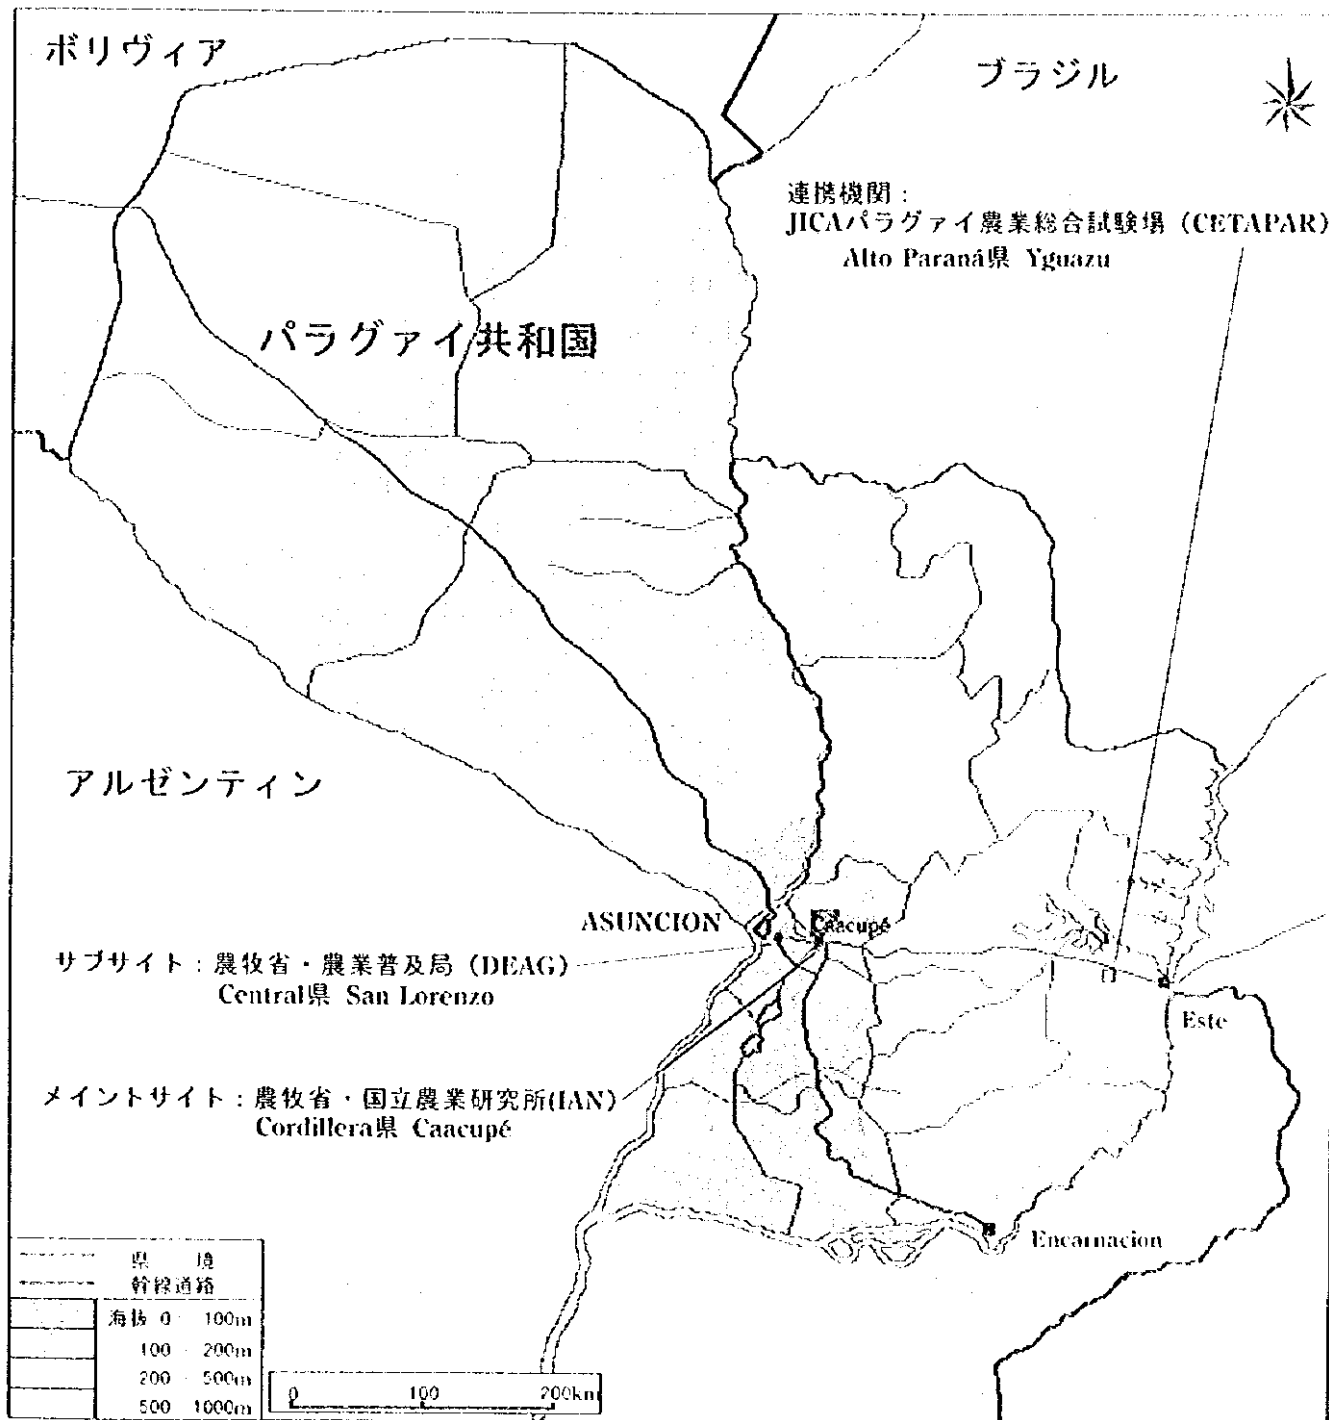 ボリヴィア
ブラジル
連携機関：
JICAパラグァイ農業総合試験場（CETAPAR）
Alto Paraná県 Yguazu
パラグァイ共和国
アルゼンティン
ASUNCION
Caacupé
サブサイト：農牧省・農業普及局（DEAG）
Central県 San Lorenzo
Este
メイントサイト：農牧省・国立農業研究所(IAN)
Cordillera県 Caacupé
Encarnacion
県　境
幹線道路
海抜 0 100m
100 - 200m
200 - 500m
500 1000m
0 100 200km